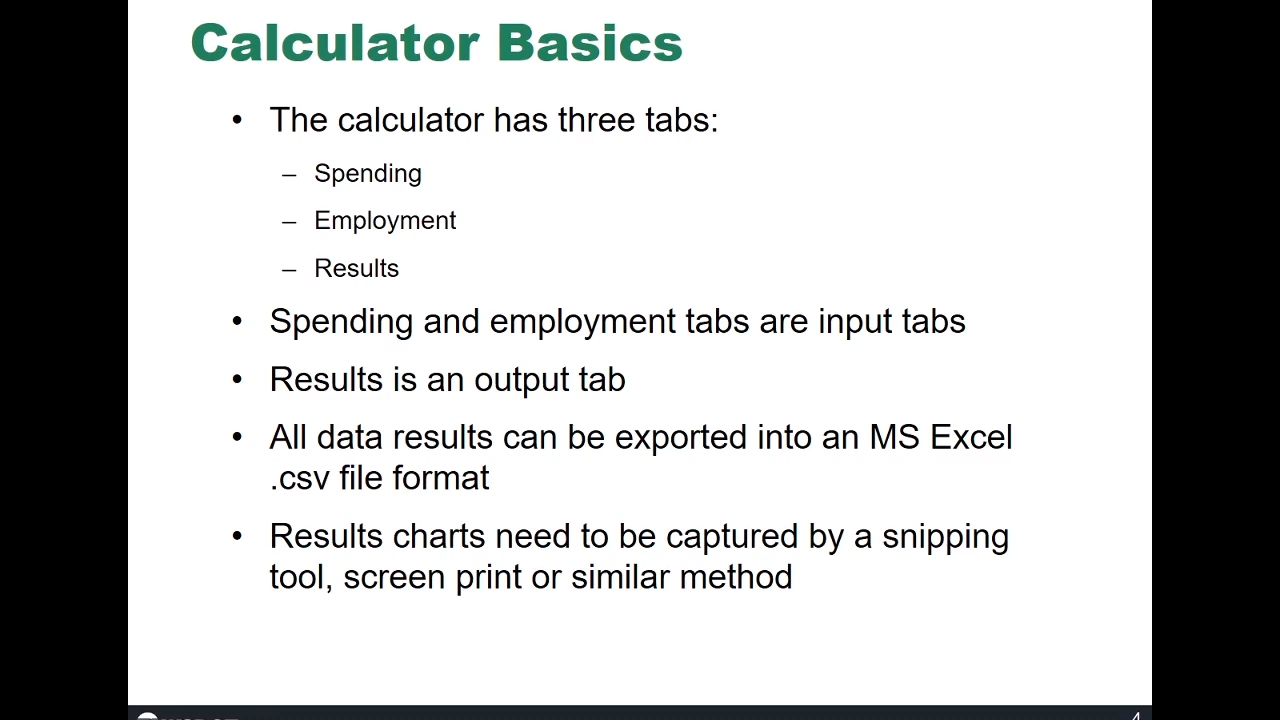 Calculator Basics
• The calculator has three tabs:
– Spending
– Employment
– Results
• Spending and employment tabs are input tabs
• Results is an output tab
• All data results can be exported into an MS Excel
.csv file format
• Results charts need to be captured by a snipping
tool, screen print or similar method
4